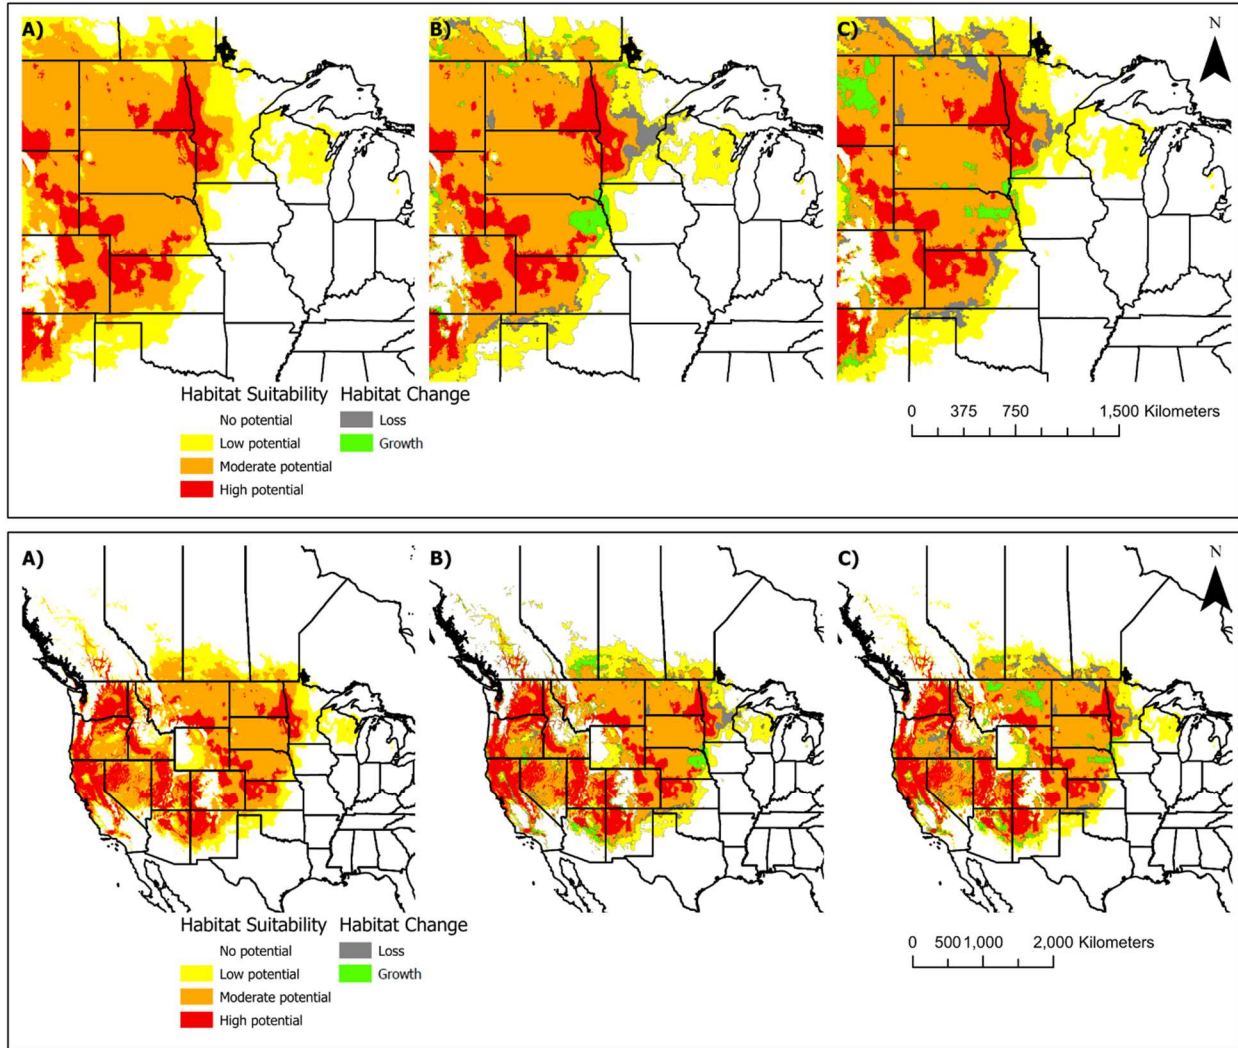 A)
B)
C)
N
Habitat Suitability
Habitat Change
No potential
Loss
Low potential
Growth
Moderate potential
High potential
0 375 750 1,500 Kilometers
A)
B)
C)
N
Habitat Suitability
Habitat Change
No potential
Loss
Low potential
Growth
Moderate potential
High potential
0 500 1,000 2,000 Kilometers